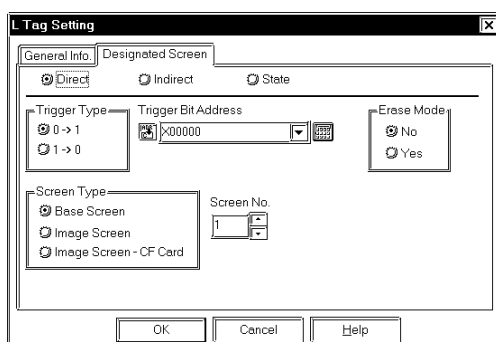 L Tag Setting
General Info. Designated Screen
Direct Indirect State
Trigger Type Trigger Bit Address Erase Mode
0 -> 1 X00000 No
1 -> 0 Yes
Screen Type Screen No.
Base Screen 1
Image Screen
Image Screen - CF Card
OK Cancel Help